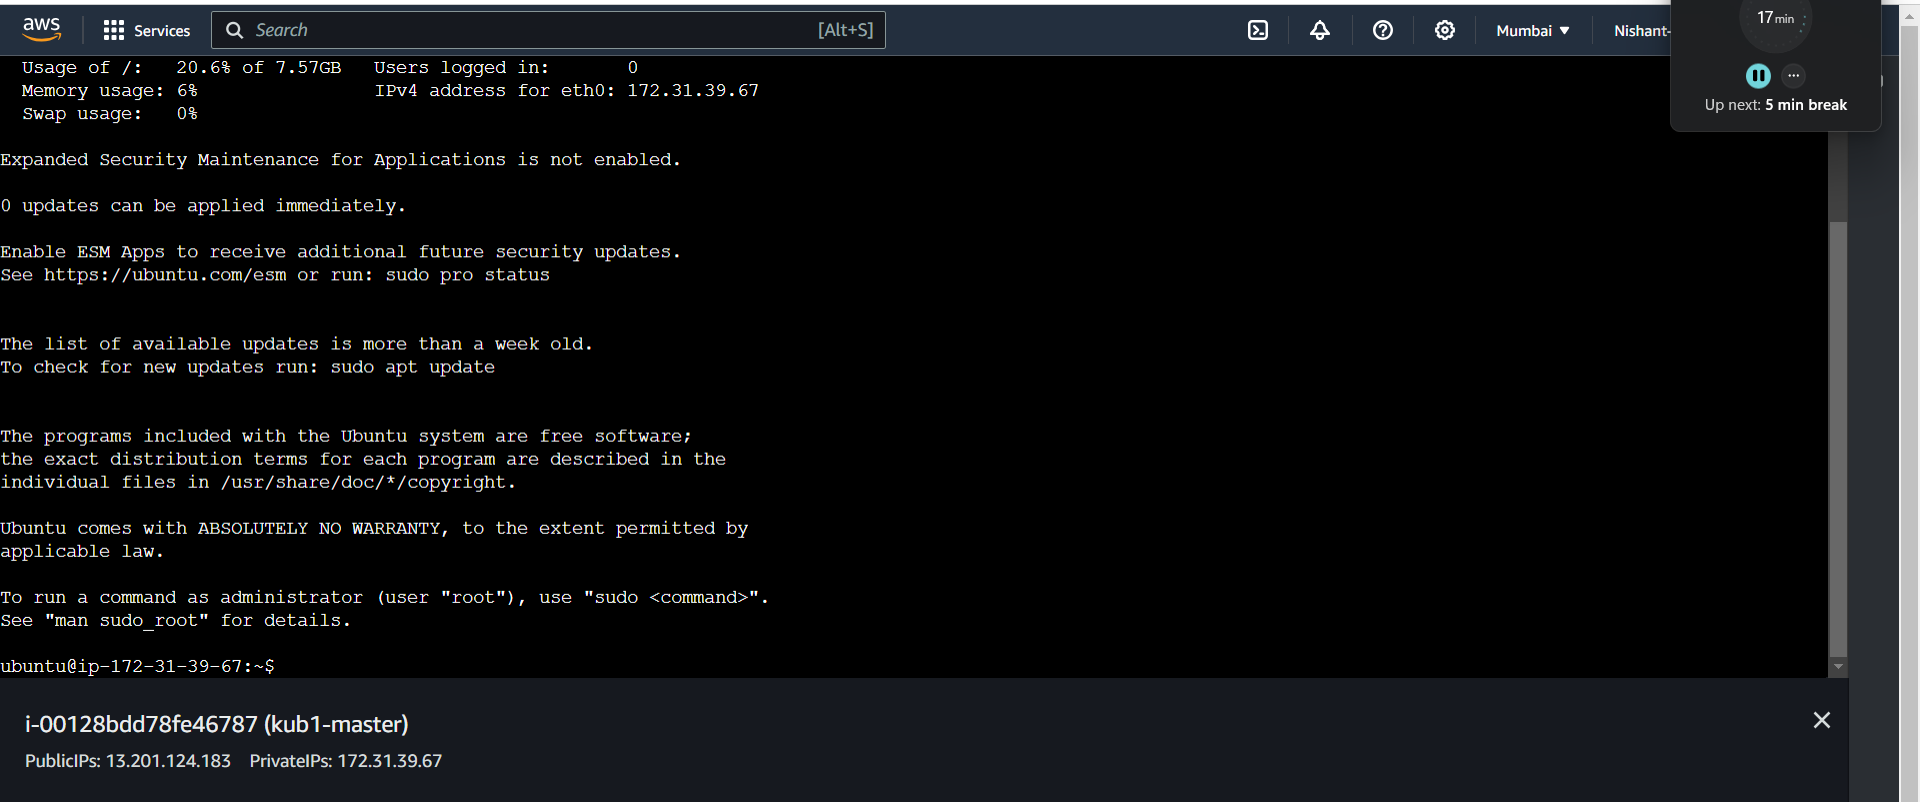 aws
Services
Search
[Alt+S]
Mumbai
Nishant-
17 min
Up next: 5 min break
Usage of /: 20.6% of 7.57GB Users logged in: 0
Memory usage: 6% IPv4 address for eth0: 172.31.39.67
Swap usage: 0%
Expanded Security Maintenance for Applications is not enabled.
0 updates can be applied immediately.
Enable ESM Apps to receive additional future security updates.
See https://ubuntu.com/esm or run: sudo pro status
The list of available updates is more than a week old.
To check for new updates run: sudo apt update
The programs included with the Ubuntu system are free software;
the exact distribution terms for each program are described in the
individual files in /usr/share/doc/*/copyright.
Ubuntu comes with ABSOLUTELY NO WARRANTY, to the extent permitted by
applicable law.
To run a command as administrator (user "root"), use "sudo <command>".
See "man sudo_root" for details.
ubuntu@ip-172-31-39-67:~$
i-00128bdd78fe46787 (kub1-master)
PublicIPs: 13.201.124.183 PrivateIPs: 172.31.39.67